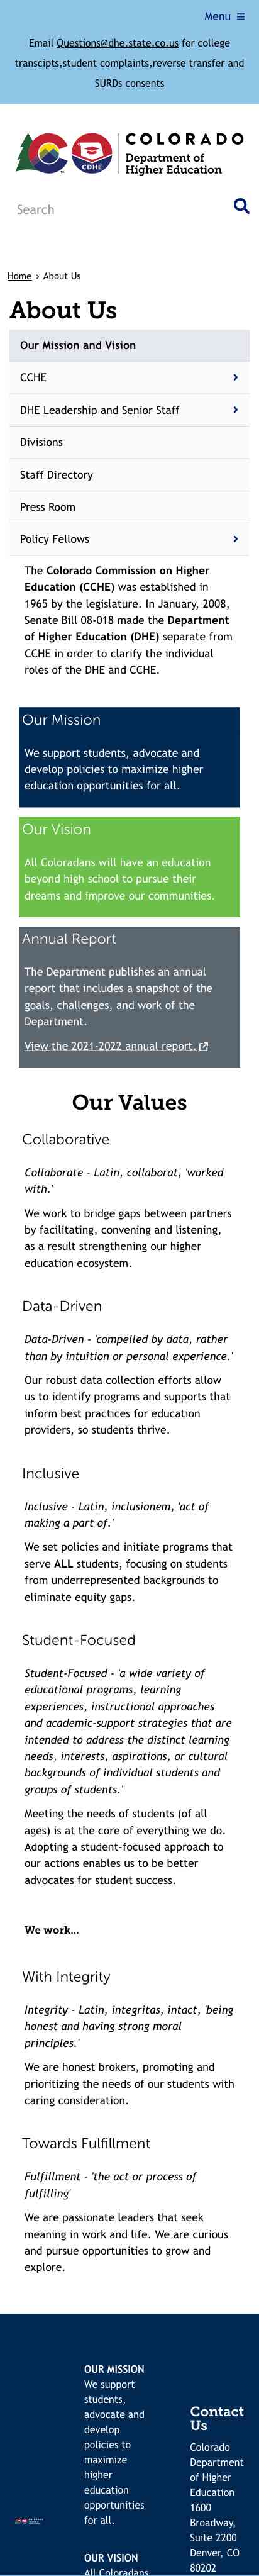 Menu ≡
Email Questions@dhe.state.co.us for college
transcipts,student complaints,reverse transfer and
SURDs consents
C
CDHE
COLORADO
Department of
Higher Education
Search
Home › About Us
About Us
Our Mission and Vision
CCHE
DHE Leadership and Senior Staff
Divisions
Staff Directory
Press Room
Policy Fellows
The Colorado Commission on Higher
Education (CCHE) was established in
1965 by the legislature. In January, 2008,
Senate Bill 08-018 made the Department
of Higher Education (DHE) separate from
CCHE in order to clarify the individual
roles of the DHE and CCHE.
Our Mission
We support students, advocate and
develop policies to maximize higher
education opportunities for all.
Our Vision
All Coloradans will have an education
beyond high school to pursue their
dreams and improve our communities.
Annual Report
The Department publishes an annual
report that includes a snapshot of the
goals, challenges, and work of the
Department.
View the 2021-2022 annual report.
Our Values
Collaborative
Collaborate - Latin, collaborat, 'worked
with.'
We work to bridge gaps between partners
by facilitating, convening and listening,
as a result strengthening our higher
education ecosystem.
Data-Driven
Data-Driven - 'compelled by data, rather
than by intuition or personal experience.'
Our robust data collection efforts allow
us to identify programs and supports that
inform best practices for education
providers, so students thrive.
Inclusive
Inclusive - Latin, inclusionem, 'act of
making a part of.'
We set policies and initiate programs that
serve ALL students, focusing on students
from underrepresented backgrounds to
eliminate equity gaps.
Student-Focused
Student-Focused - 'a wide variety of
educational programs, learning
experiences, instructional approaches
and academic-support strategies that are
intended to address the distinct learning
needs, interests, aspirations, or cultural
backgrounds of individual students and
groups of students.'
Meeting the needs of students (of all
ages) is at the core of everything we do.
Adopting a student-focused approach to
our actions enables us to be better
advocates for student success.
We work...
With Integrity
Integrity - Latin, integritas, intact, 'being
honest and having strong moral
principles.'
We are honest brokers, promoting and
prioritizing the needs of our students with
caring consideration.
Towards Fulfillment
Fulfillment - 'the act or process of
fulfilling'
We are passionate leaders that seek
meaning in work and life. We are curious
and pursue opportunities to grow and
explore.
OUR MISSION
We support
students,
advocate and
develop
policies to
maximize
higher
education
opportunities
for all.
OUR VISION
All Coloradans
Contact
Us
Colorado
Department
of Higher
Education
1600
Broadway,
Suite 2200
Denver, CO
80202